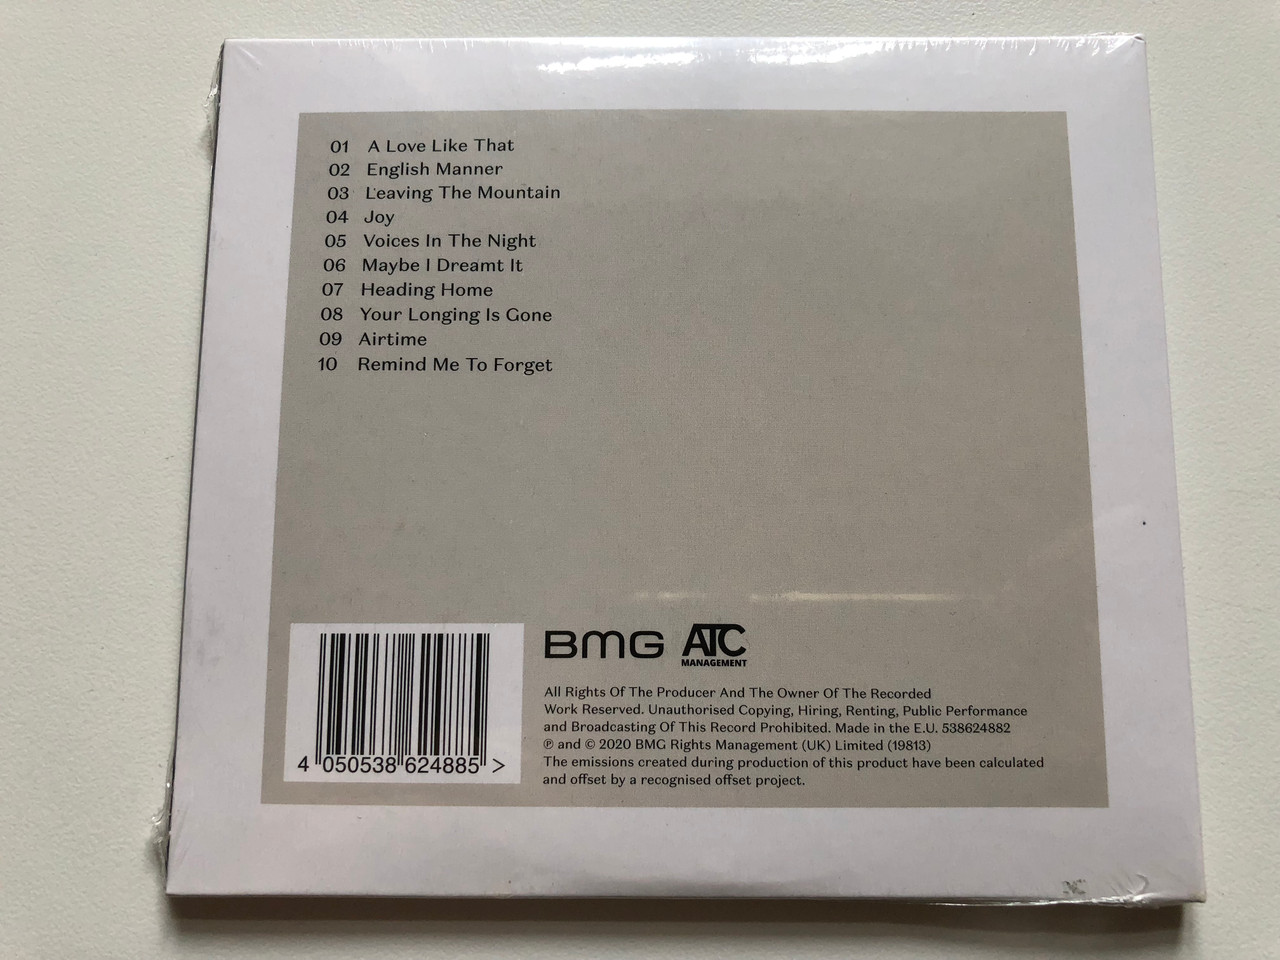 01 A Love Like That
02 English Manner
03 Leaving The Mountain
04 Joy
05 Voices In The Night
06 Maybe I Dreamt It
07 Heading Home
08 Your Longing Is Gone
09 Airtime
10 Remind Me To Forget
BMG ATC
MANAGEMENT
All Rights Of The Producer And The Owner Of The Recorded
Work Reserved. Unauthorised Copying, Hiring, Renting, Public Performance
and Broadcasting Of This Record Prohibited. Made in the E.U. 538624882
℗ and © 2020 BMG Rights Management (UK) Limited (19813)
The emissions created during production of this product have been calculated
and offset by a recognised offset project.
4 050538 624885 >